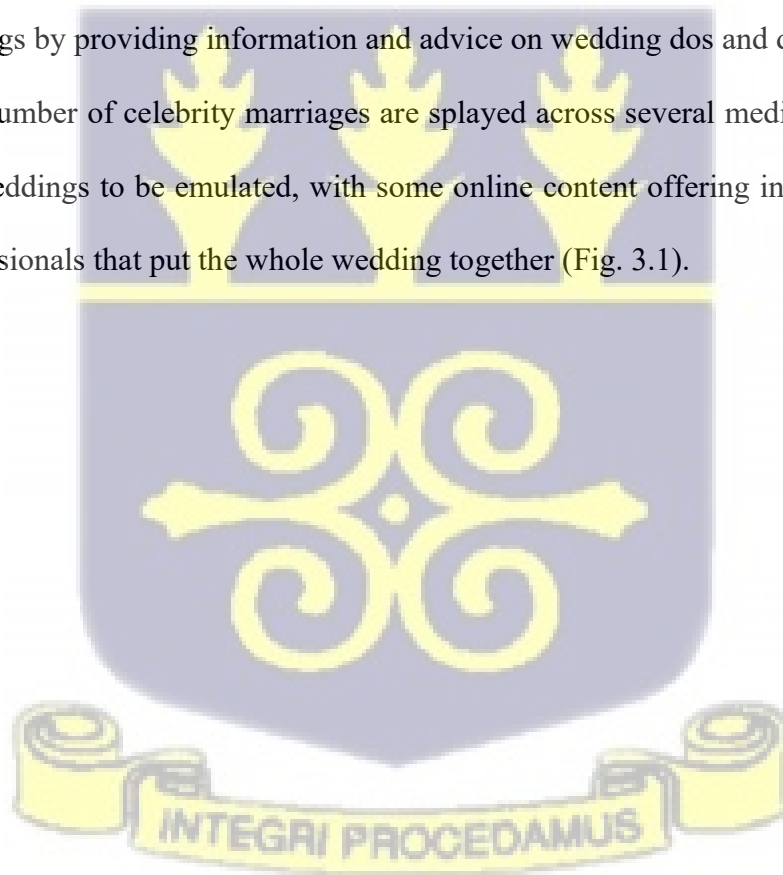 gs by providing information and advice on wedding dos and
umber of celebrity marriages are splayed across several medi
eddings to be emulated, with some online content offering in
sionals that put the whole wedding together (Fig. 3.1).
INTEGRI PROCEDAMUS